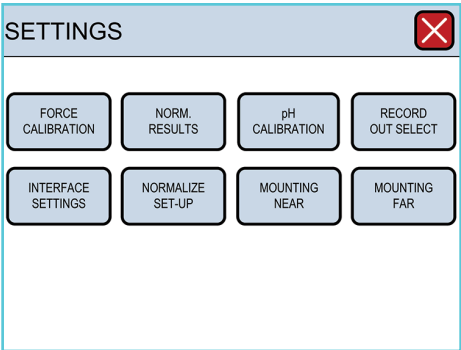 SETTINGS
FORCE
CALIBRATION
NORM.
RESULTS
pH
CALIBRATION
RECORD
OUT SELECT
INTERFACE
SETTINGS
NORMALIZE
SET-UP
MOUNTING
NEAR
MOUNTING
FAR